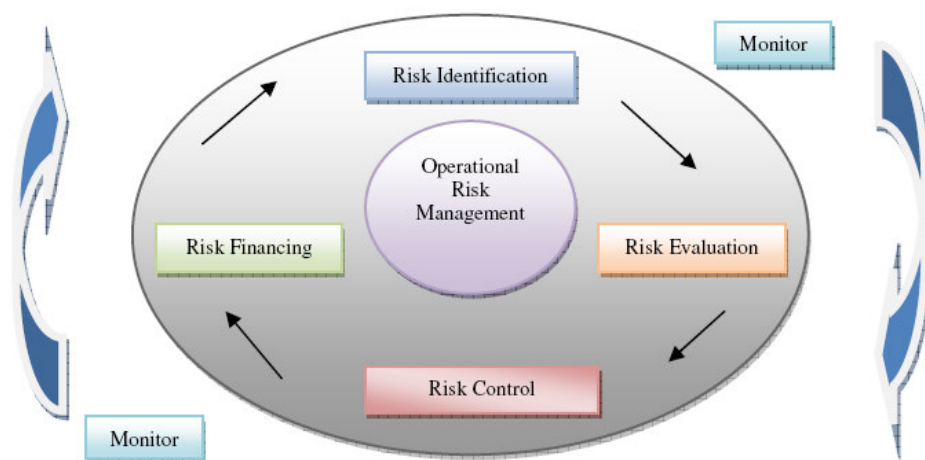 Monitor
Risk Identification
Operational
Risk
Management
Risk Financing
Risk Evaluation
Risk Control
Monitor